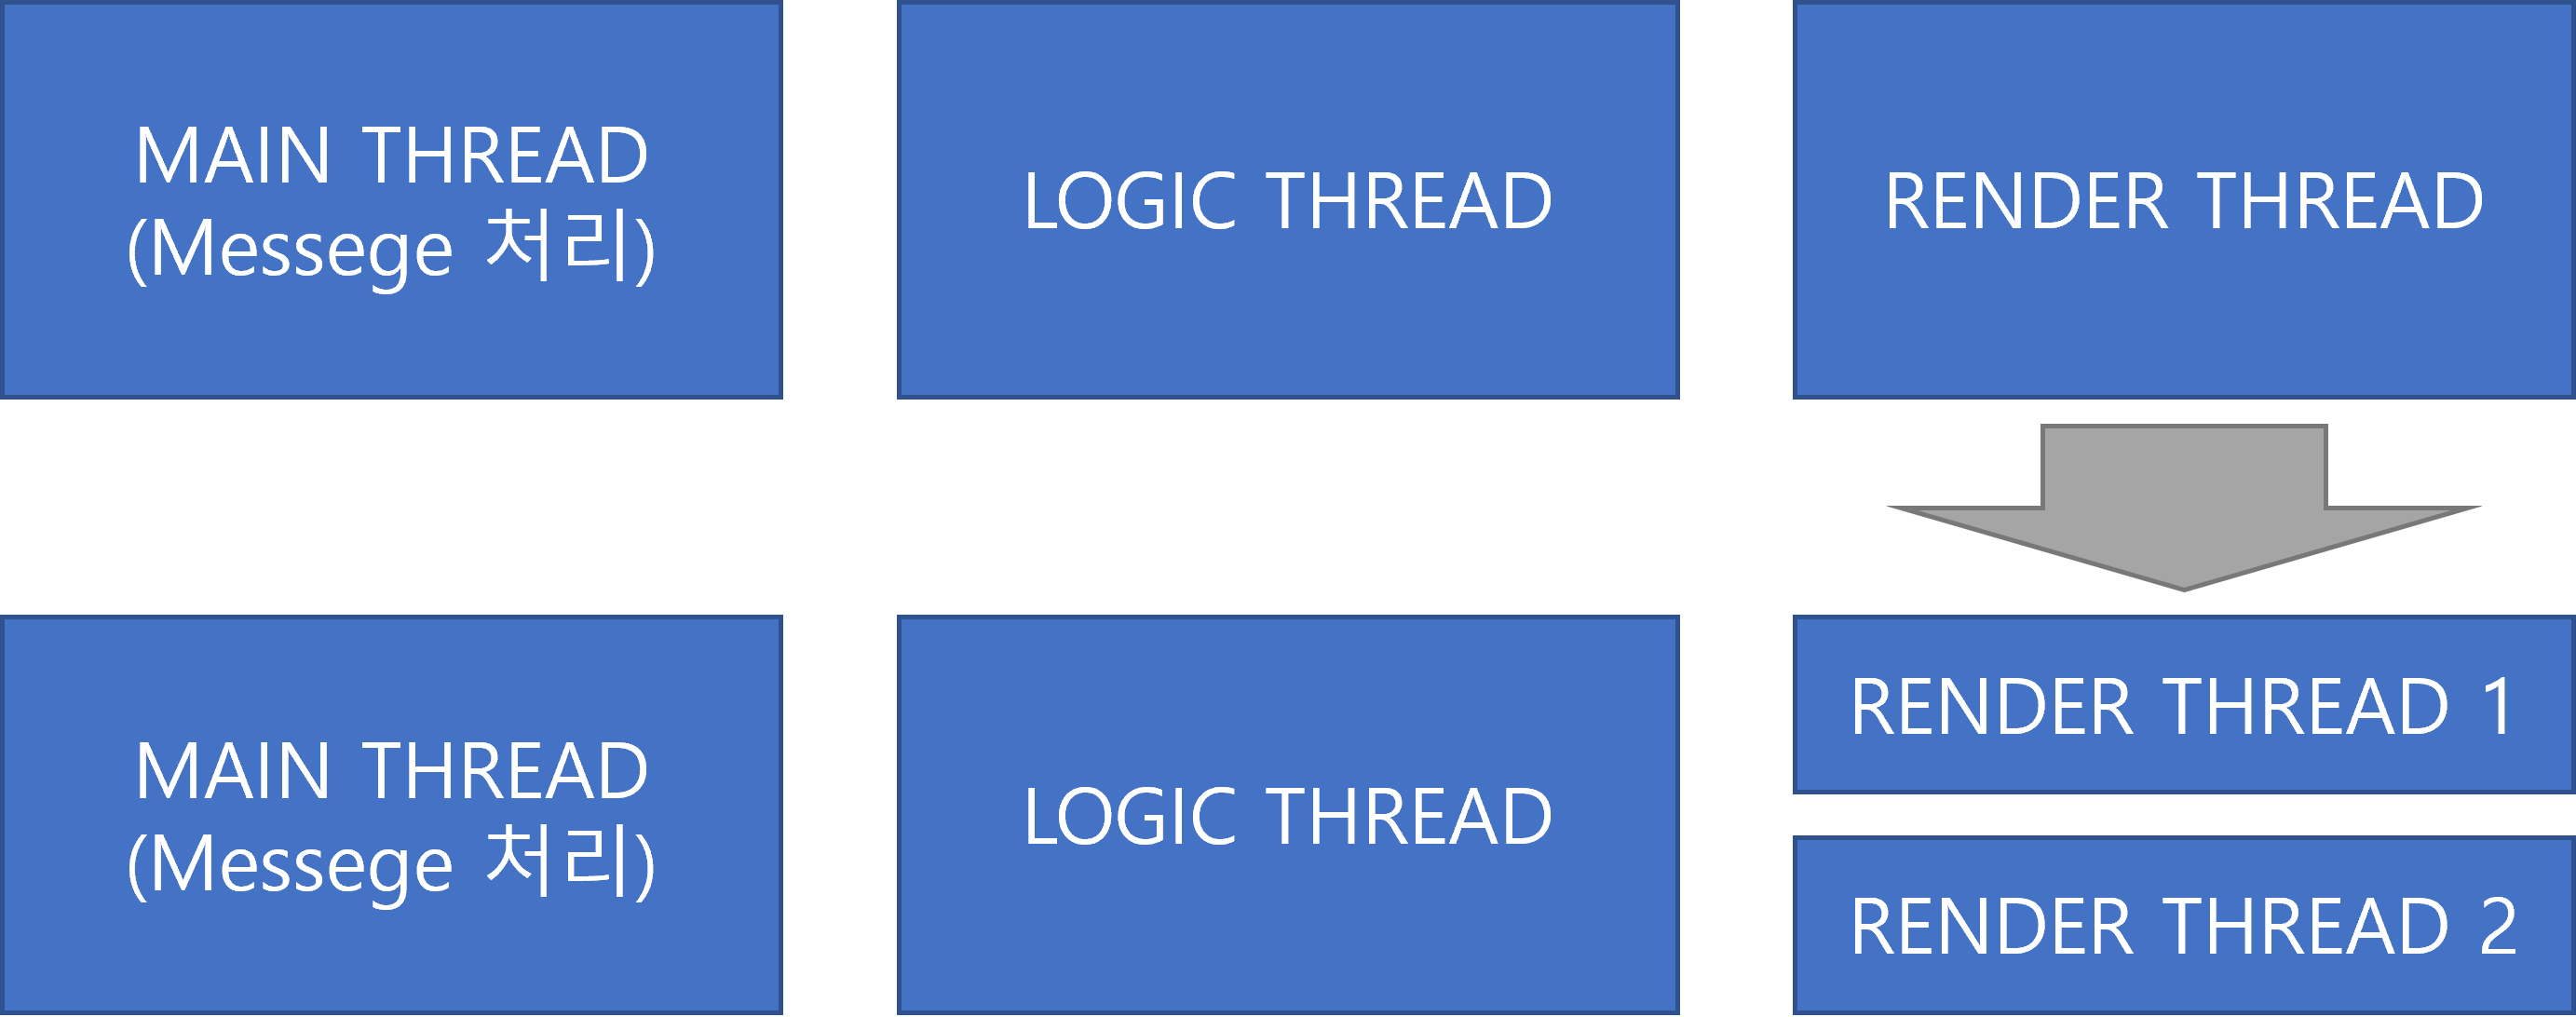 MAIN THREAD
(Messege 처리)
LOGIC THREAD
RENDER THREAD
MAIN THREAD
(Messege 처리)
LOGIC THREAD
RENDER THREAD 1
RENDER THREAD 2